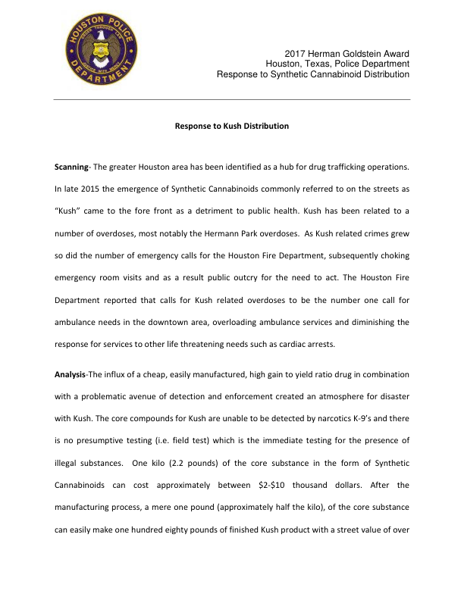 HOUSTON POLICE
DEPARTMENT
2017 Herman Goldstein Award
Houston, Texas, Police Department
Response to Synthetic Cannabinoid Distribution
Response to Kush Distribution
Scanning- The greater Houston area has been identified as a hub for drug trafficking operations.
In late 2015 the emergence of Synthetic Cannabinoids commonly referred to on the streets as
"Kush" came to the fore front as a detriment to public health. Kush has been related to a
number of overdoses, most notably the Hermann Park overdoses. As Kush related crimes grew
so did the number of emergency calls for the Houston Fire Department, subsequently choking
emergency room visits and as a result public outcry for the need to act. The Houston Fire
Department reported that calls for Kush related overdoses to be the number one call for
ambulance needs in the downtown area, overloading ambulance services and diminishing the
response for services to other life threatening needs such as cardiac arrests.
Analysis-The influx of a cheap, easily manufactured, high gain to yield ratio drug in combination
with a problematic avenue of detection and enforcement created an atmosphere for disaster
with Kush. The core compounds for Kush are unable to be detected by narcotics K-9's and there
is no presumptive testing (i.e. field test) which is the immediate testing for the presence of
illegal substances. One kilo (2.2 pounds) of the core substance in the form of Synthetic
Cannabinoids can cost approximately between $2-$10 thousand dollars. After the
manufacturing process, a mere one pound (approximately half the kilo), of the core substance
can easily make one hundred eighty pounds of finished Kush product with a street value of over